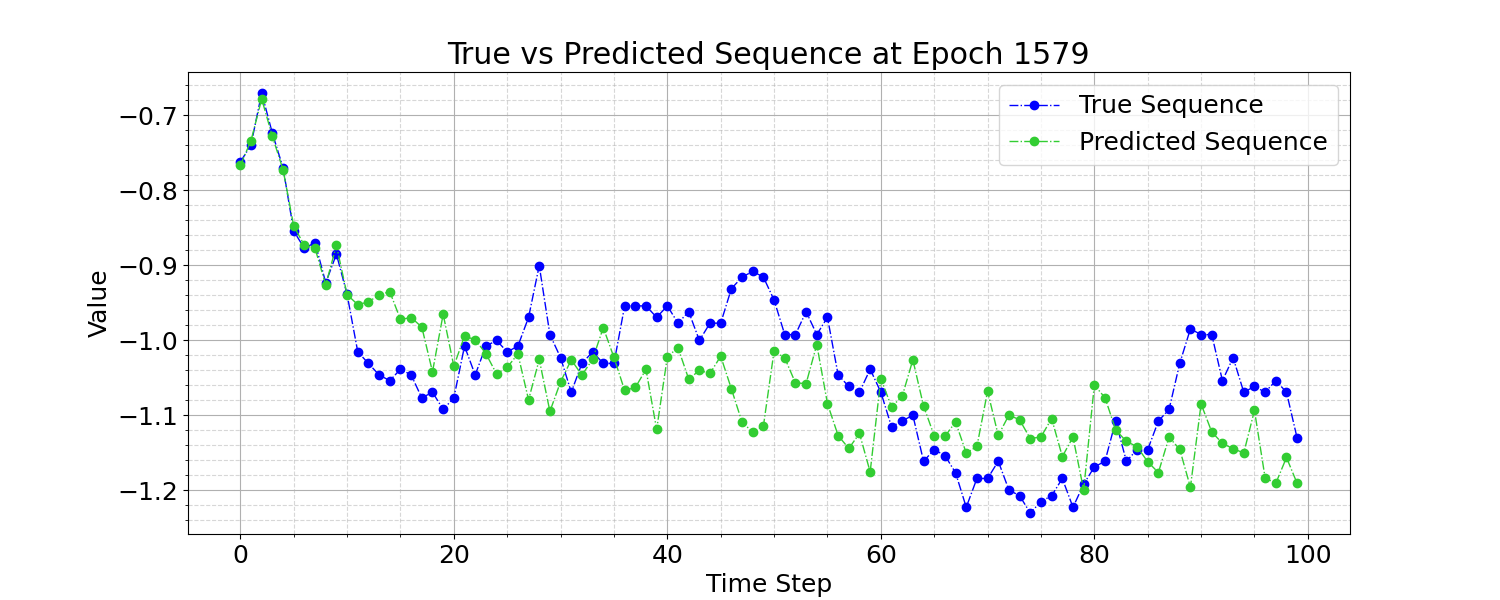 True vs Predicted Sequence at Epoch 1579
True Sequence
Predicted Sequence
−0.7
−0.8
−0.9
−1.0
−1.1
−1.2
Value
0 20 40 60 80 100
Time Step